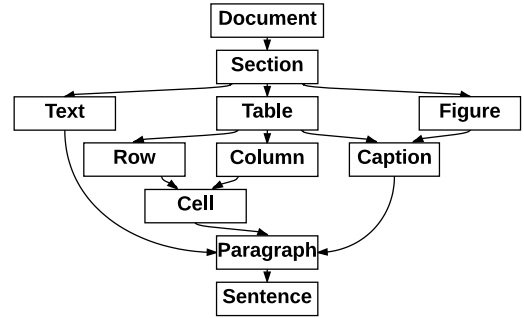 Document
Section
Text Table Figure
Row Column Caption
Cell
Paragraph
Sentence